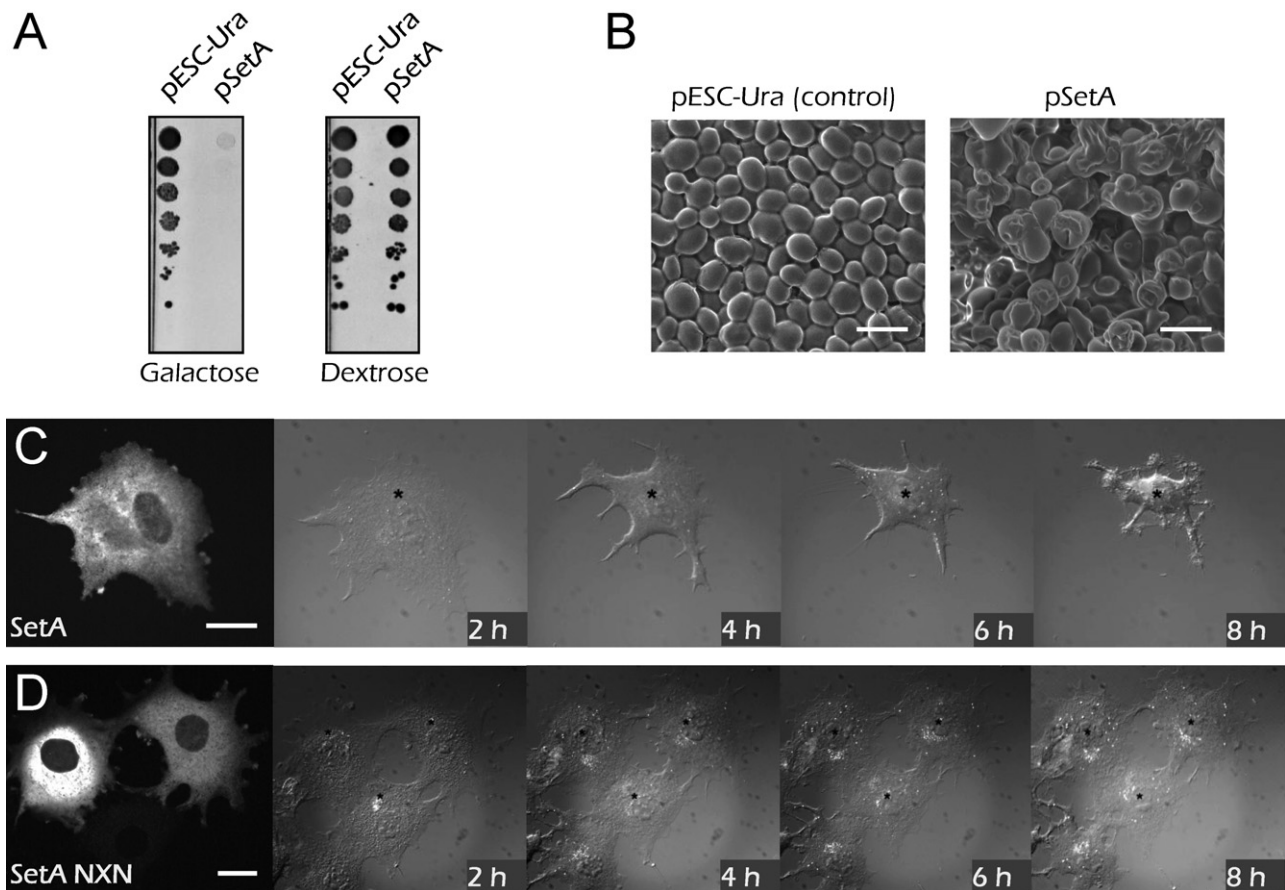 A
pESC-Ura
pSetA
pESC-Ura
pSetA
Galactose
Dextrose
B
pESC-Ura (control)
pSetA
C
SetA
2 h
4 h
6 h
8 h
D
SetA NXN
2 h
4 h
6 h
8 h